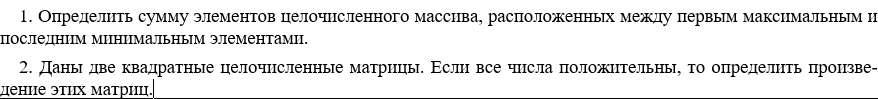 1. Определить сумму элементов целочисленного массива, расположенных между первым максимальным и
последним минимальным элементами.
2. Даны две квадратные целочисленные матрицы. Если все числа положительны, то определить произве-
дение этих матриц.